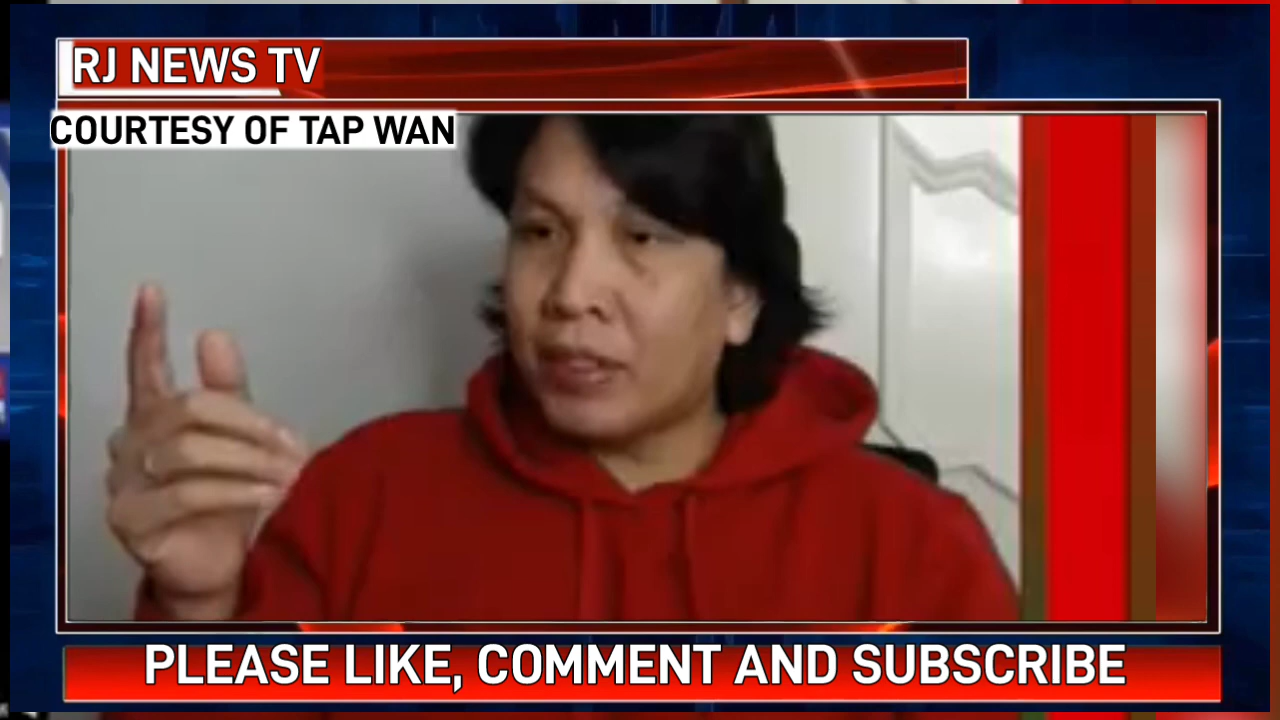 RJ NEWS TV
COURTESY OF TAP WAN
PLEASE LIKE, COMMENT AND SUBSCRIBE